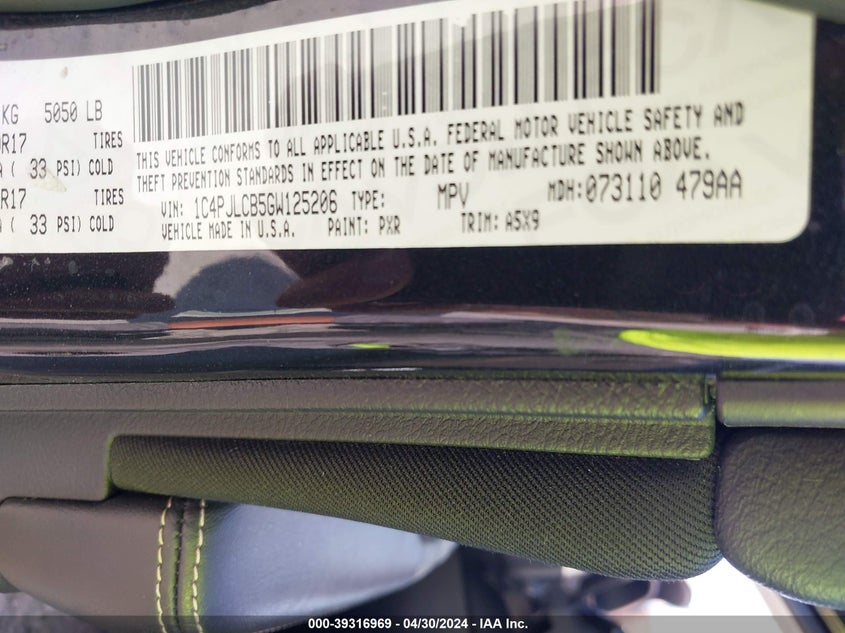 KG 5050 LB
R17 TIRES
( 33 PSI) COLD
R17 TIRES
( 33 PSI) COLD
THIS VEHICLE CONFORMS TO ALL APPLICABLE U.S.A. FEDERAL MOTOR VEHICLE SAFETY AND
THEFT PREVENTION STANDARDS IN EFFECT ON THE DATE OF MANUFACTURE SHOWN ABOVE.
VIN: 1C4PJLCB5GW125206 TYPE: MPV MDH:073110 479AA
VEHICLE MADE IN U.S.A. PAINT: PXR TRIM: A5X9
000-39316969 - 04/30/2024 - IAA Inc.